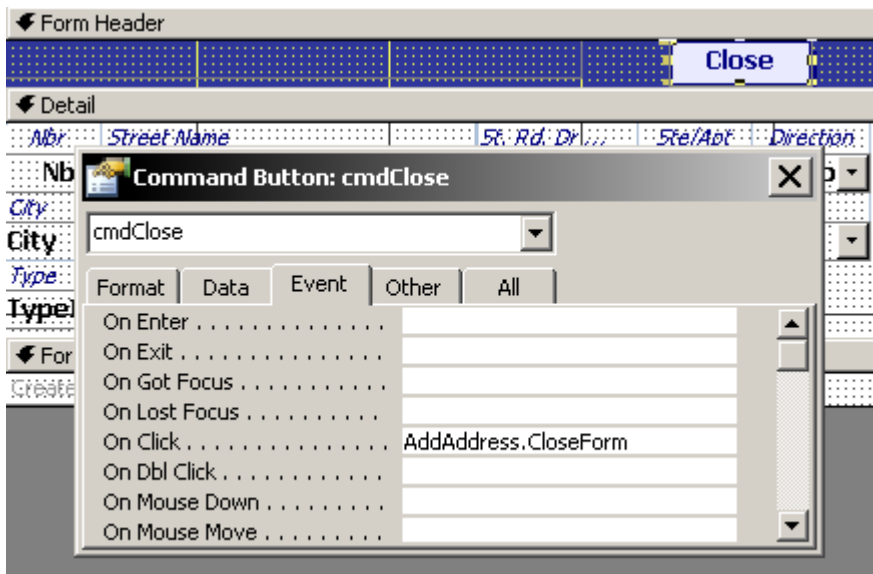 Form Header
Close
Detail
Nbr Street Name St. Rd. Dr... Ste/Apt Direction
Nb
Command Button: cmdClose
City
cmdClose
City
Type
Format Data Event Other All
Type
On Enter
On Exit
For
On Got Focus
Create
On Lost Focus
On Click AddAddress.CloseForm
On Dbl Click
On Mouse Down
On Mouse Move